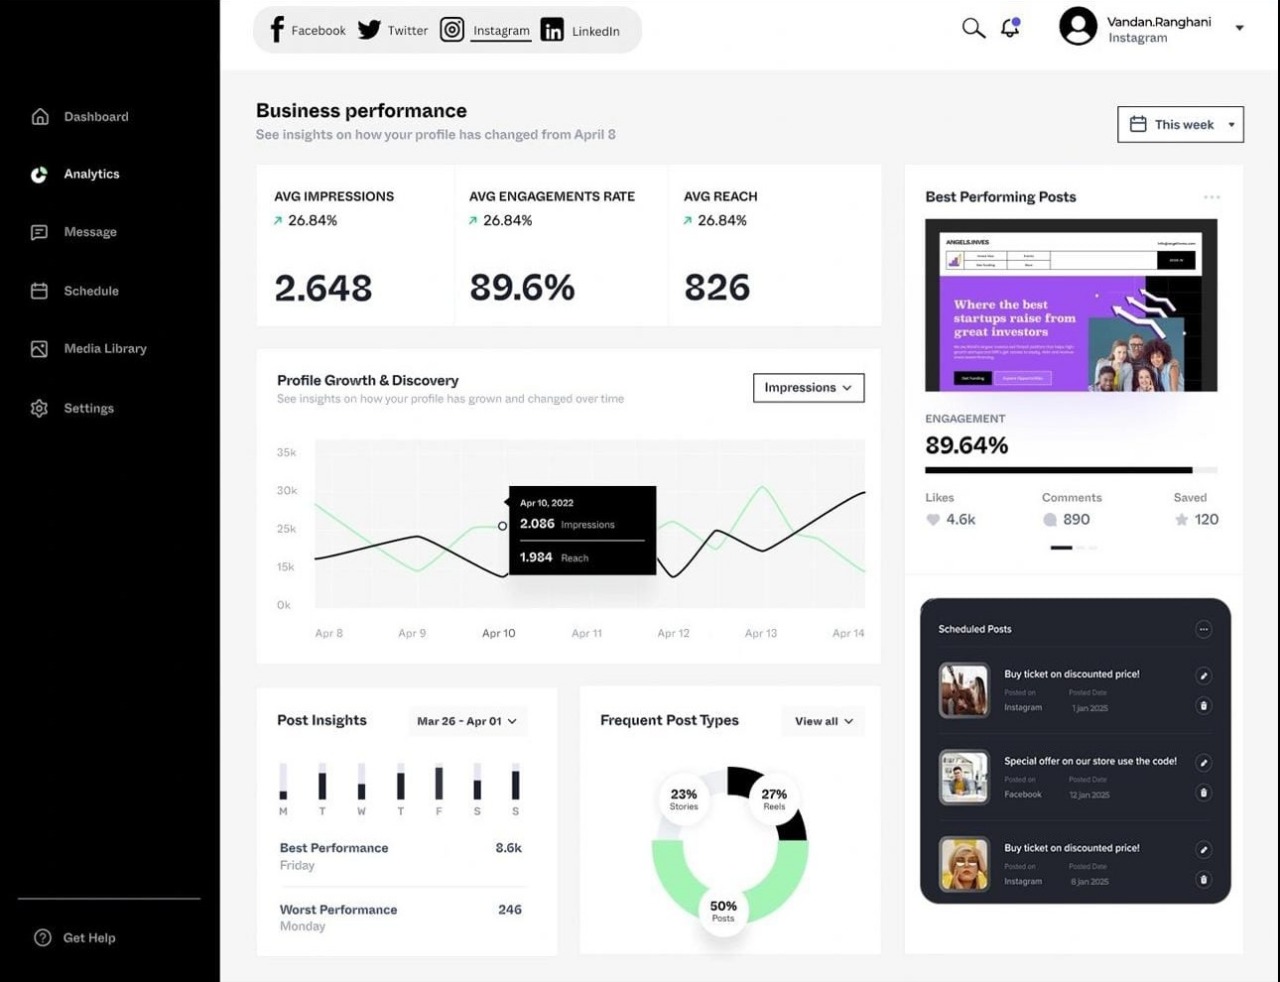 Facebook
Twitter
Instagram
LinkedIn
Vandan.Ranghani
Instagram
Dashboard
Analytics
Message
Schedule
Media Library
Settings
Get Help
Business performance
See insights on how your profile has changed from April 8
This week
AVG IMPRESSIONS
26.84%
2.648
AVG ENGAGEMENTS RATE
26.84%
89.6%
AVG REACH
26.84%
826
Profile Growth & Discovery
See insights on how your profile has grown and changed over time
Impressions
35k
30k
25k
15k
0k
Apr 10, 2022
2.086 Impressions
1.984 Reach
Apr 8
Apr 9
Apr 10
Apr 11
Apr 12
Apr 13
Apr 14
Post Insights
Mar 26 - Apr 01
M T W T F S S
Best Performance 8.6k
Friday
Worst Performance 246
Monday
Frequent Post Types
View all
23%
Stories
27%
Reels
50%
Posts
Best Performing Posts
ANGELS.INVES
Where the best
startups raise from
great investors
Get Funding
ENGAGEMENT
89.64%
Likes Comments Saved
4.6k 890 120
Scheduled Posts
Buy ticket on discounted price!
Posted on Posted Date
Instagram 1 jan 2025
Special offer on our store use the code!
Posted on Posted Date
Facebook 12 jan 2025
Buy ticket on discounted price!
Posted on Posted Date
Instagram 8 jan 2025